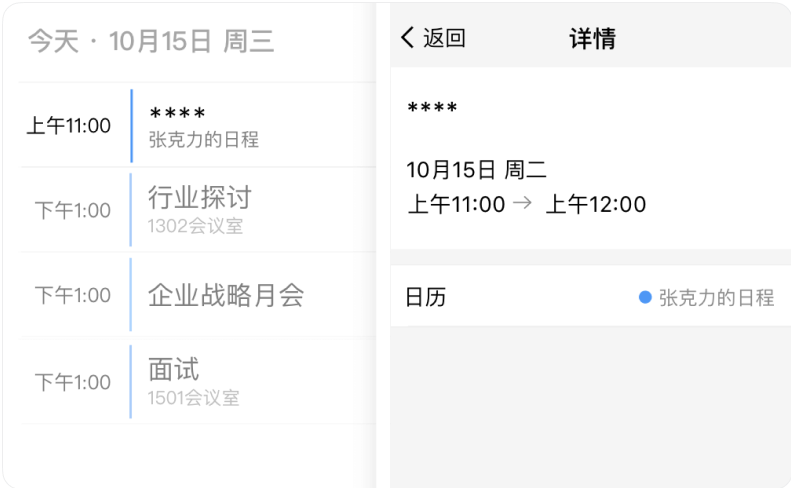 今天 · 10月15日 周三
上午11:00
****
张克力的日程
下午1:00
行业探讨
1302会议室
下午1:00
企业战略月会
下午1:00
面试
1501会议室
返回
详情
****
10月15日 周二
上午11:00 → 上午12:00
日历
张克力的日程